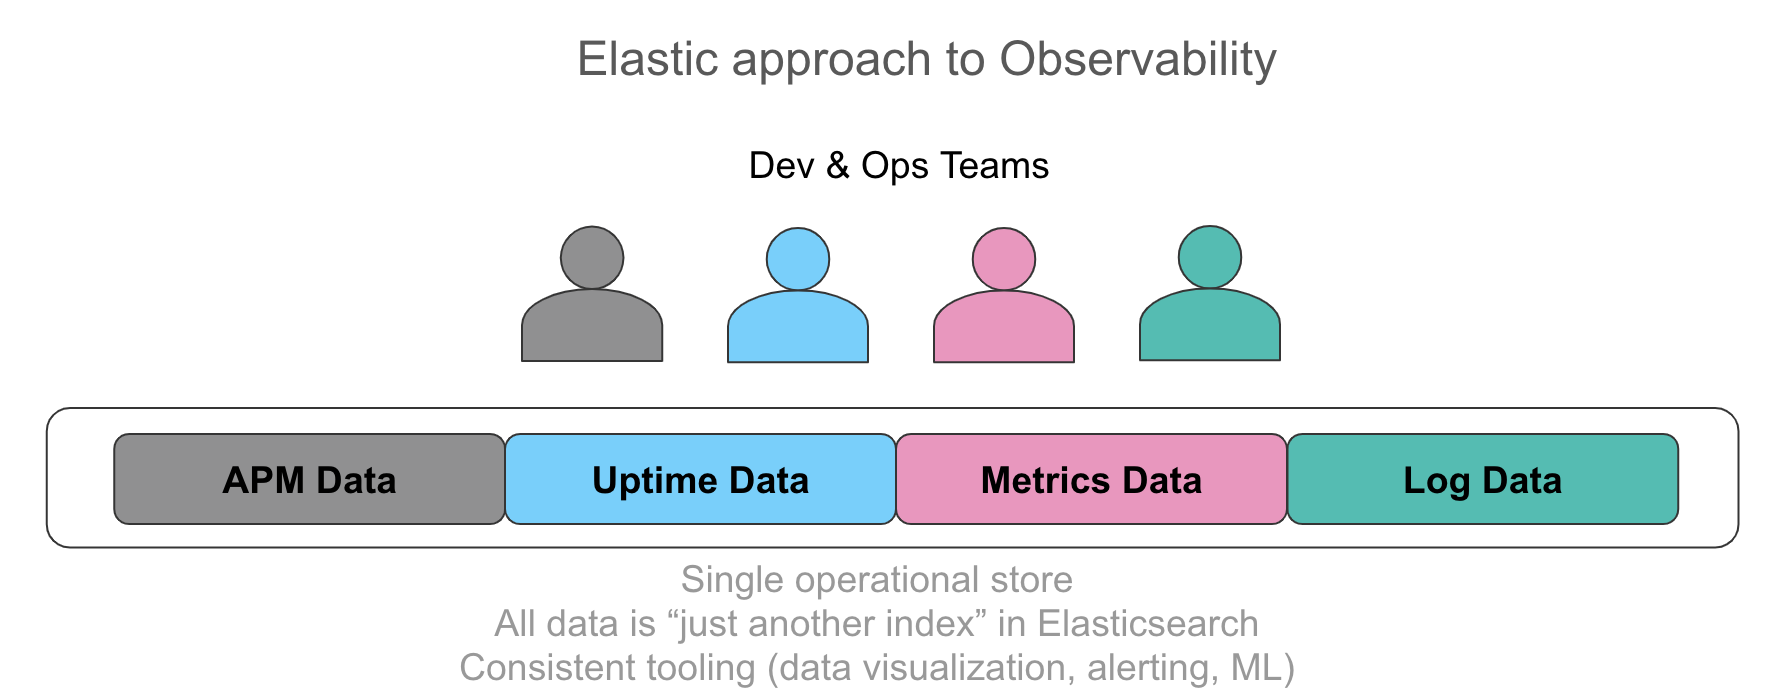 Elastic approach to Observability
Dev & Ops Teams
APM Data
Uptime Data
Metrics Data
Log Data
Single operational store
All data is “just another index” in Elasticsearch
Consistent tooling (data visualization, alerting, ML)